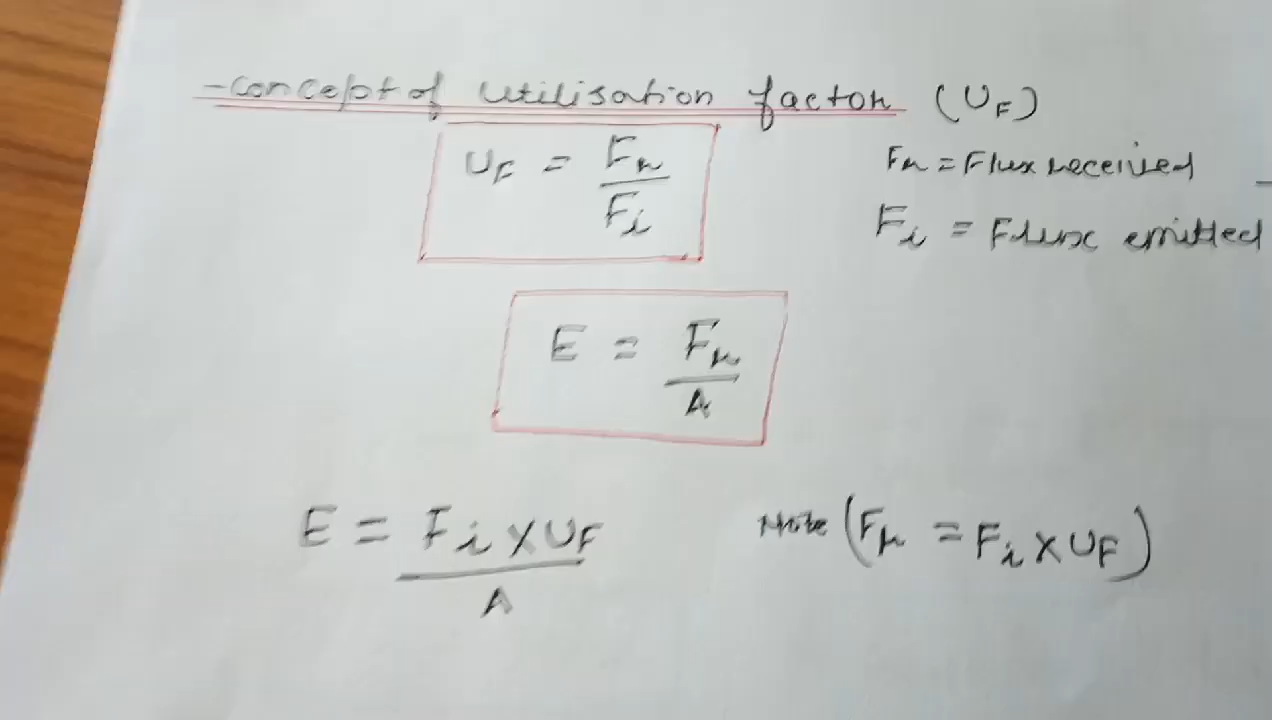 -concept of utilisation factor (UF)
UF = Fr/Fi
Fr = Flux received
Fi = Flux emitted
E = Fr/A
E = Fi x UF/A
Note (Fr = Fi x UF)